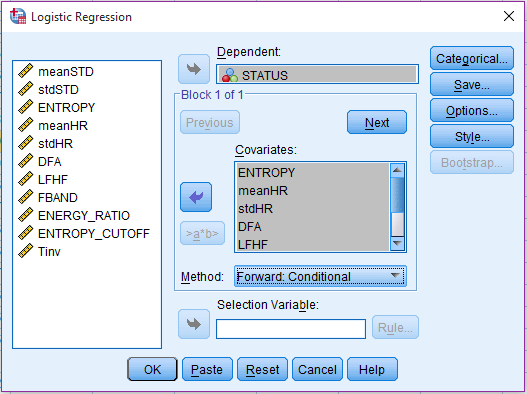 Logistic Regression
meanSTD
stdSTD
ENTROPY
meanHR
stdHR
DFA
LFHF
FBAND
ENERGY_RATIO
ENTROPY_CUTOFF
Tinv
Dependent:
STATUS
Block 1 of 1
Previous
Next
Covariates:
ENTROPY
meanHR
stdHR
DFA
LFHF
>a*b>
Method:
Forward: Conditional
Selection Variable:
Rule...
Categorical...
Save...
Options...
Style...
Bootstrap...
OK
Paste
Reset
Cancel
Help